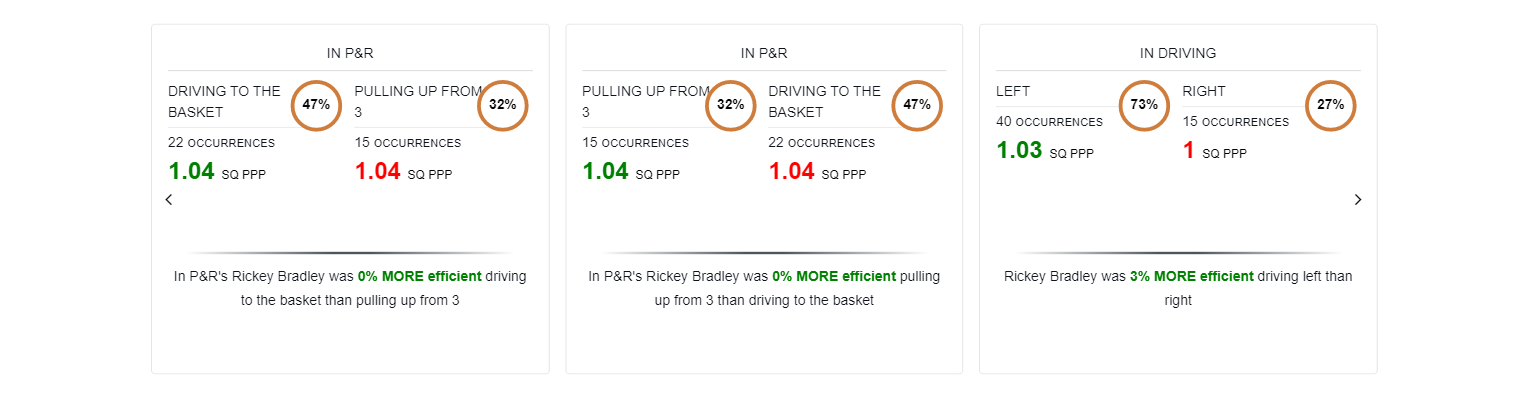 IN P&R
DRIVING TO THE
BASKET
47%
22 OCCURRENCES
1.04 SQ PPP
PULLING UP FROM
3
32%
15 OCCURRENCES
1.04 SQ PPP
In P&R's Rickey Bradley was 0% MORE efficient driving
to the basket than pulling up from 3
IN P&R
PULLING UP FROM
3
32%
15 OCCURRENCES
1.04 SQ PPP
DRIVING TO THE
BASKET
47%
22 OCCURRENCES
1.04 SQ PPP
In P&R's Rickey Bradley was 0% MORE efficient pulling
up from 3 than driving to the basket
IN DRIVING
LEFT
73%
40 OCCURRENCES
1.03 SQ PPP
RIGHT
27%
15 OCCURRENCES
1 SQ PPP
Rickey Bradley was 3% MORE efficient driving left than
right